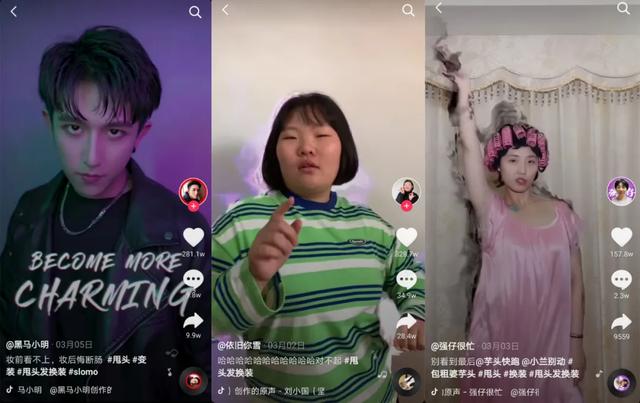 BECOME MORE
CHARMING
281.1w
9.9w
@黑马小明 · 03月05日
妆前看不上，妆后悔断肠 #甩头 #变
装 #甩头发换装 #slomo
马小明 @黑马小明创作的
34.9w
28.4w
@依旧你雪 · 03月02日
哈哈哈哈哈哈哈哈哈哈哈对不起 #甩
头发换装
）创作的原声 - 刘小国（坚
157.8w
2.3w
9559
@强仔很忙 · 03月03日
别看到最后@芋头快跑 @小兰别动 #
包租婆芋头 #甩头 #换装 #甩头发换装
原声 - 强仔很忙